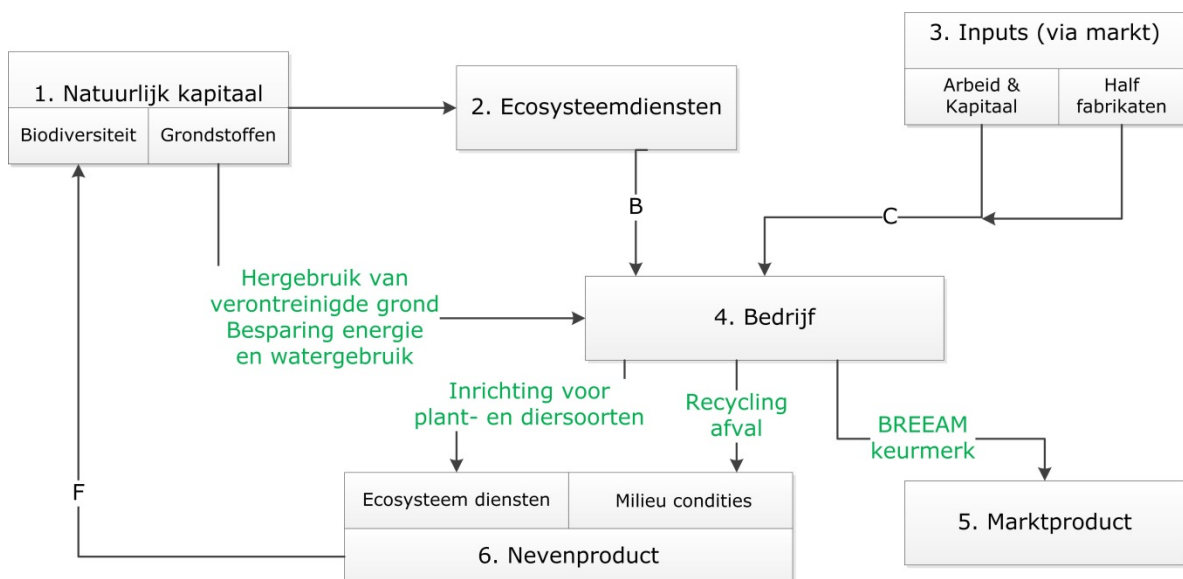 3. Inputs (via markt)
1. Natuurlijk kapitaal
Biodiversiteit
Grondstoffen
2. Ecosysteemdiensten
Arbeid &
Kapitaal
Half
fabrikaten
B
C
Hergebruik van
verontreinigde grond
Besparing energie
en watergebruik
4. Bedrijf
Inrichting voor
plant- en diersoorten
Recycling
afval
BREEAM
keurmerk
F
Ecosysteem diensten
Milieu condities
6. Nevenproduct
5. Marktproduct